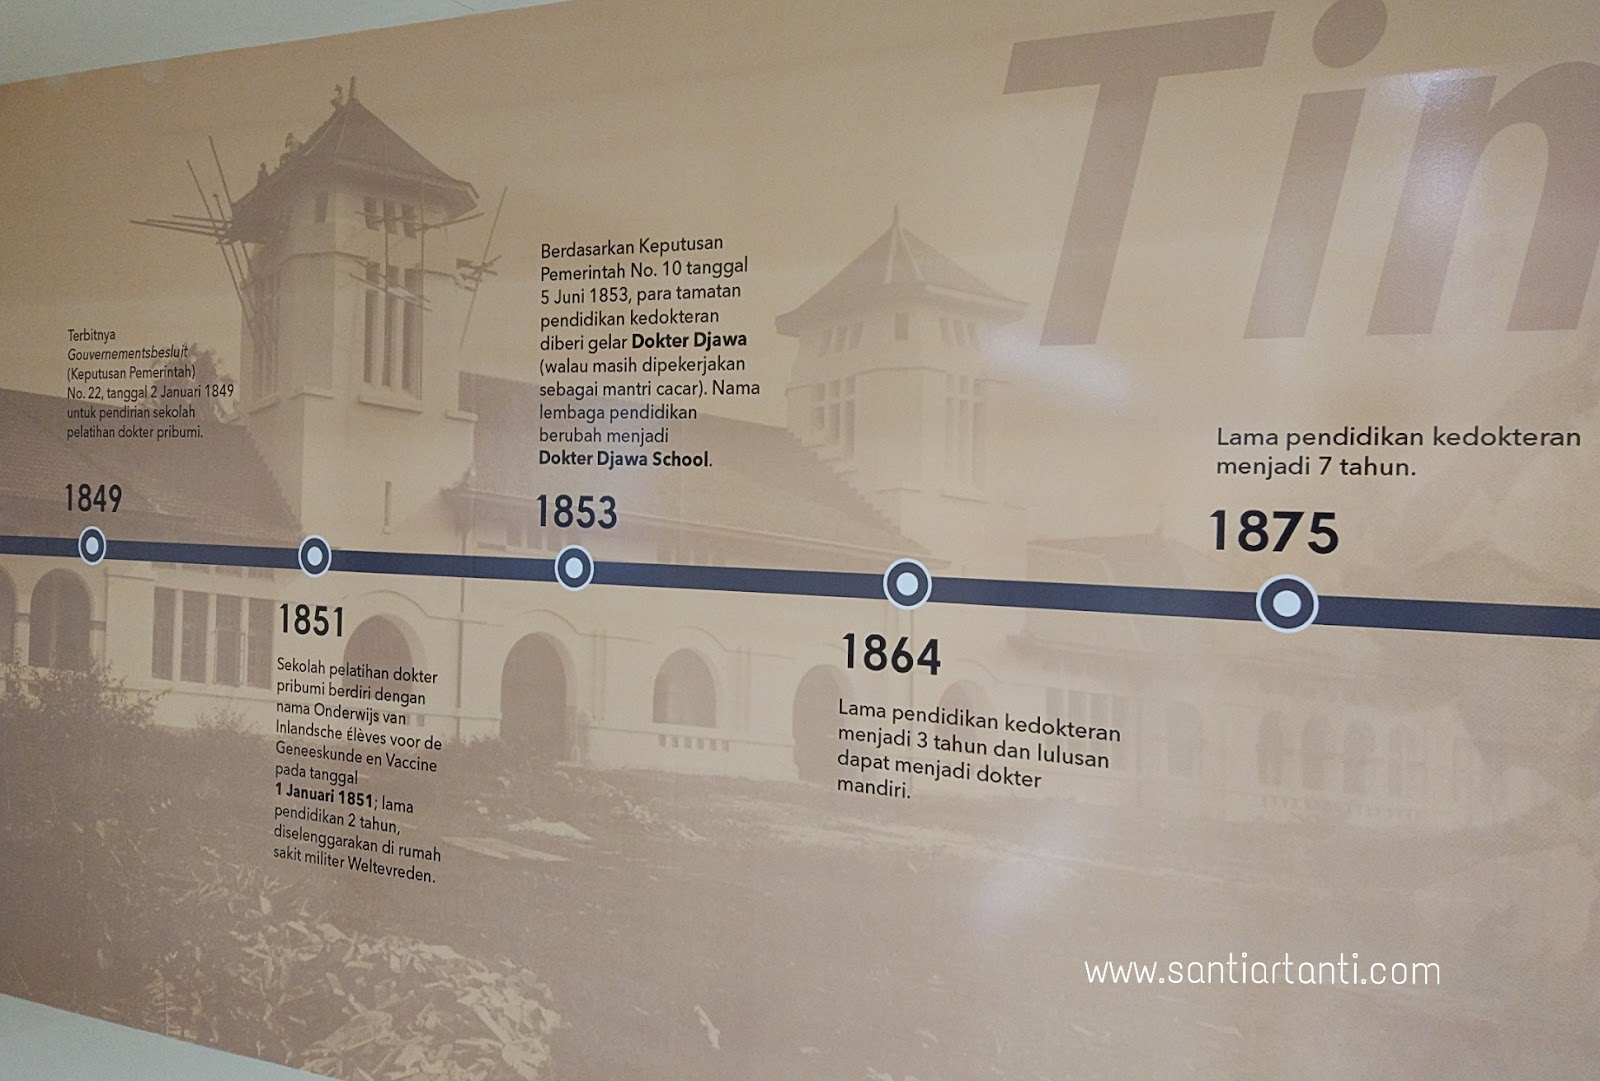 Tin
Terbitnya
Gouvernementsbesluit
(Keputusan Pemerintah)
No. 22, tanggal 2 Januari 1849
untuk pendirian sekolah
pelatihan dokter pribumi.
1849
1851
Sekolah pelatihan dokter
pribumi berdiri dengan
nama Onderwijs van
Inlandsche élèves voor de
Geneeskunde en Vaccine
pada tanggal
1 Januari 1851; lama
pendidikan 2 tahun,
diselenggarakan di rumah
sakit militer Weltevreden.
Berdasarkan Keputusan
Pemerintah No. 10 tanggal
5 Juni 1853, para tamatan
pendidikan kedokteran
diberi gelar Dokter Djawa
(walau masih dipekerjakan
sebagai mantri cacar). Nama
lembaga pendidikan
berubah menjadi
Dokter Djawa School.
1853
1864
Lama pendidikan kedokteran
menjadi 3 tahun dan lulusan
dapat menjadi dokter
mandiri.
Lama pendidikan kedokteran
menjadi 7 tahun.
1875
www.santiartanti.com